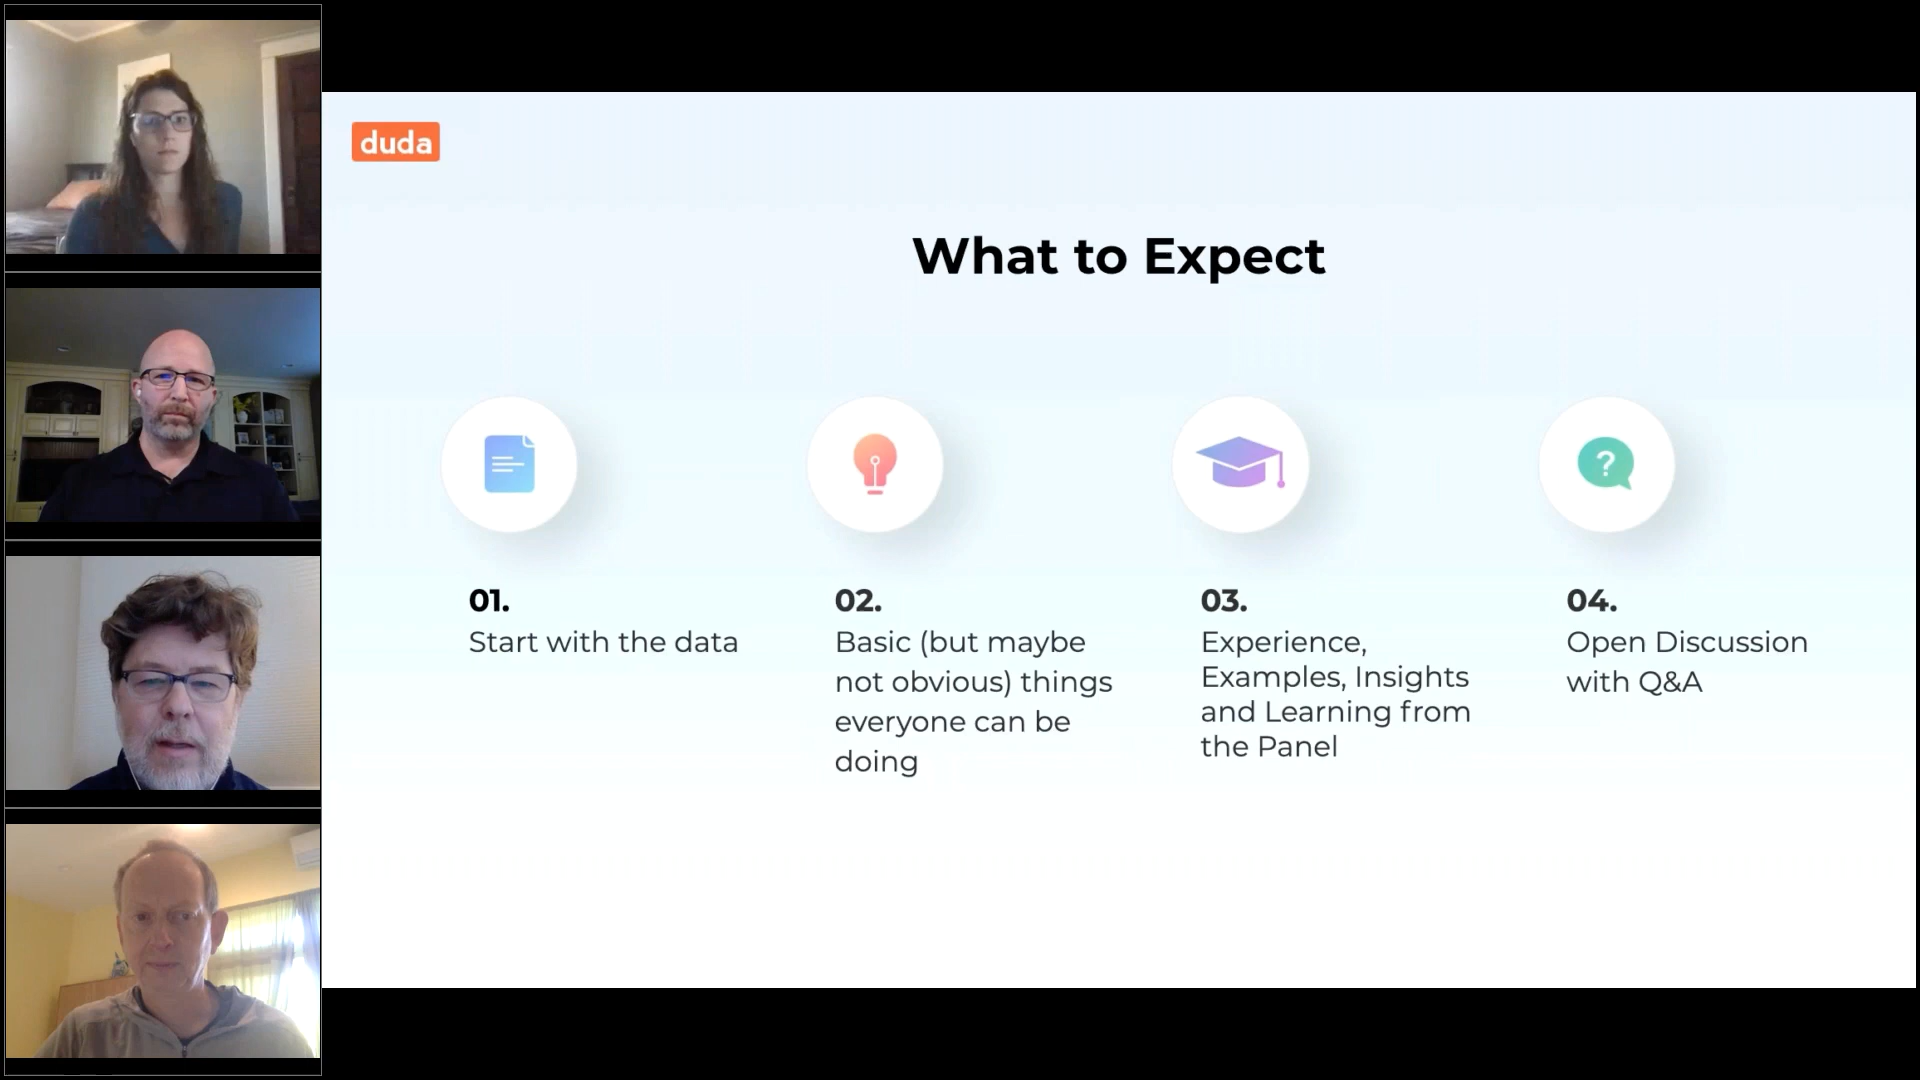 duda
What to Expect
01.
Start with the data
02.
Basic (but maybe
not obvious) things
everyone can be
doing
03.
Experience,
Examples, Insights
and Learning from
the Panel
04.
Open Discussion
with Q&A